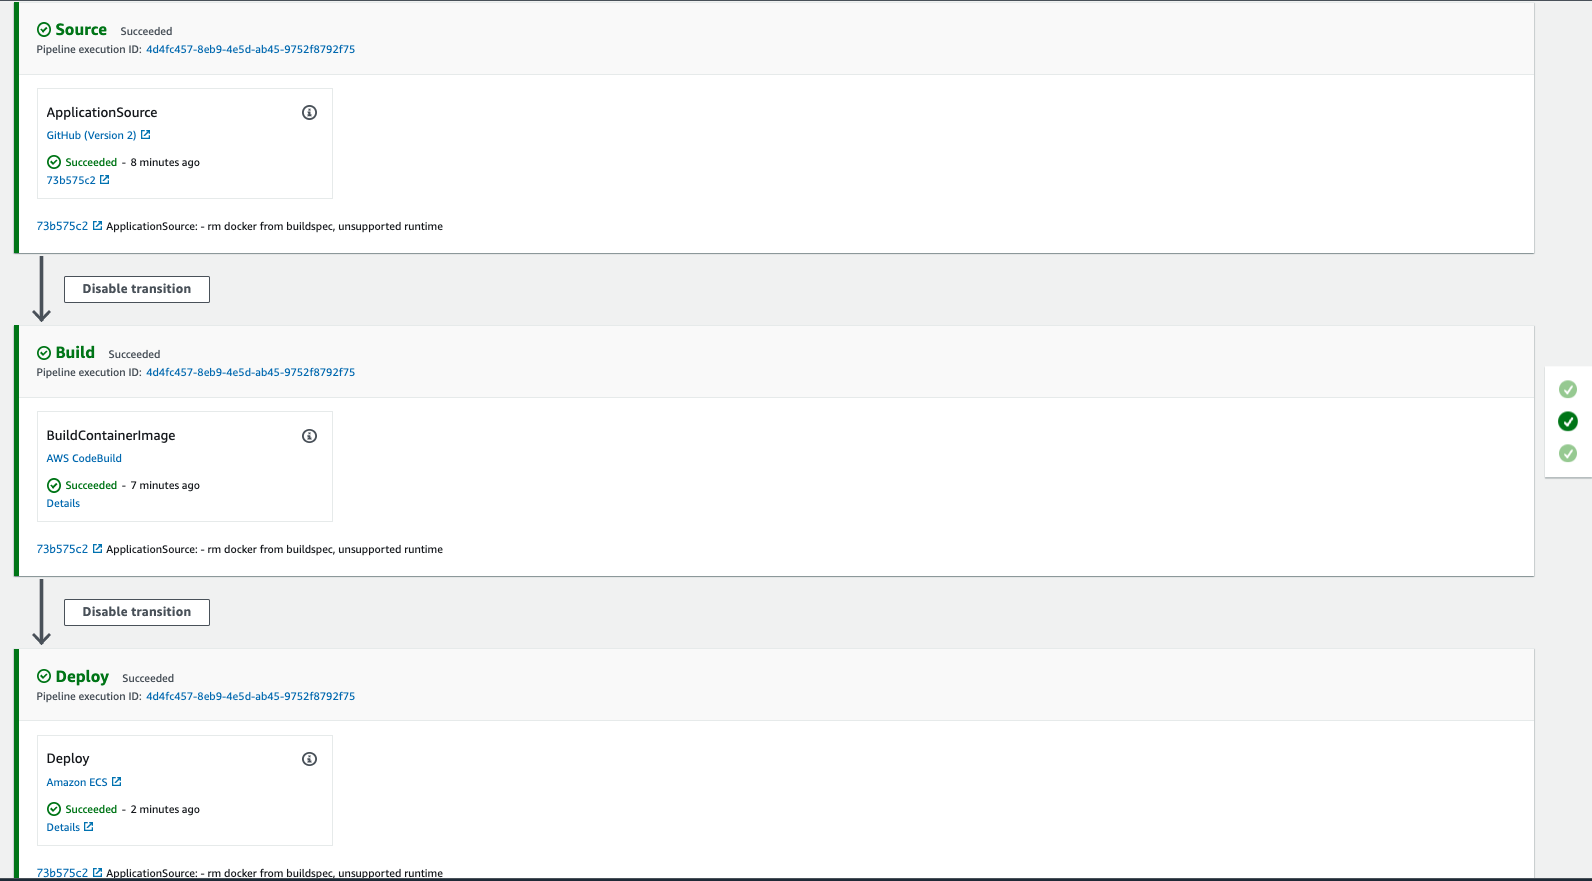 Source Succeeded
Pipeline execution ID: 4d4fc457-8eb9-4e5d-ab45-9752f8792f75
ApplicationSource
GitHub (Version 2)
Succeeded - 8 minutes ago
73b575c2
73b575c2 ApplicationSource: - rm docker from buildspec, unsupported runtime
Disable transition
Build Succeeded
Pipeline execution ID: 4d4fc457-8eb9-4e5d-ab45-9752f8792f75
BuildContainerImage
AWS CodeBuild
Succeeded - 7 minutes ago
Details
73b575c2 ApplicationSource: - rm docker from buildspec, unsupported runtime
Disable transition
Deploy Succeeded
Pipeline execution ID: 4d4fc457-8eb9-4e5d-ab45-9752f8792f75
Deploy
Amazon ECS
Succeeded - 2 minutes ago
Details
73b575c2 ApplicationSource: - rm docker from buildspec, unsupported runtime